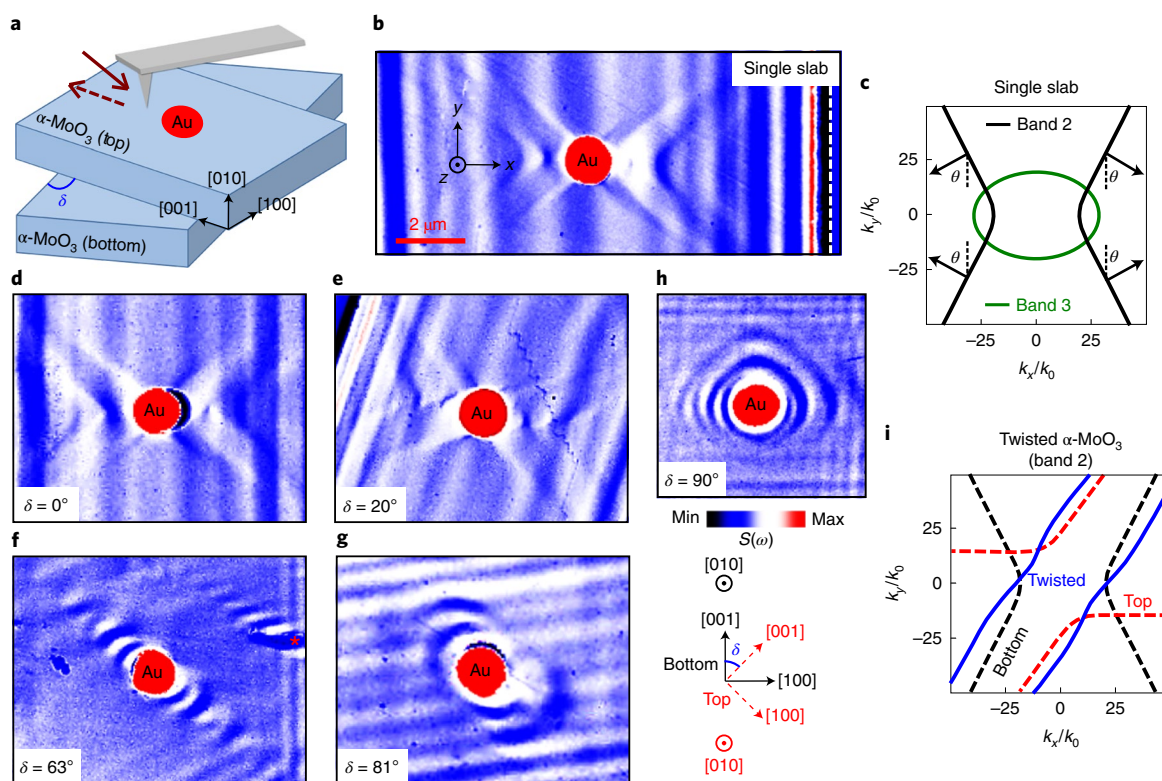 a
Au
α-MoO₃ (top)
δ
α-MoO₃ (bottom)
[010]
[001]
[100]
b
Single slab
y
x
z
Au
2 μm
c
Single slab
Band 2
θ
θ
θ
θ
Band 3
25
0
−25
k_y/k_0
−25
0
25
k_x/k_0
d
Au
δ = 0°
e
Au
δ = 20°
h
Au
δ = 90°
Min
Max
S(ω)
f
Au
*
δ = 63°
g
Au
δ = 81°
[010]
[001]
[001]
δ
Bottom
[100]
Top
[100]
[010]
i
Twisted α-MoO₃
(band 2)
25
0
−25
k_y/k_0
Twisted
Top
Bottom
−25
0
25
k_x/k_0